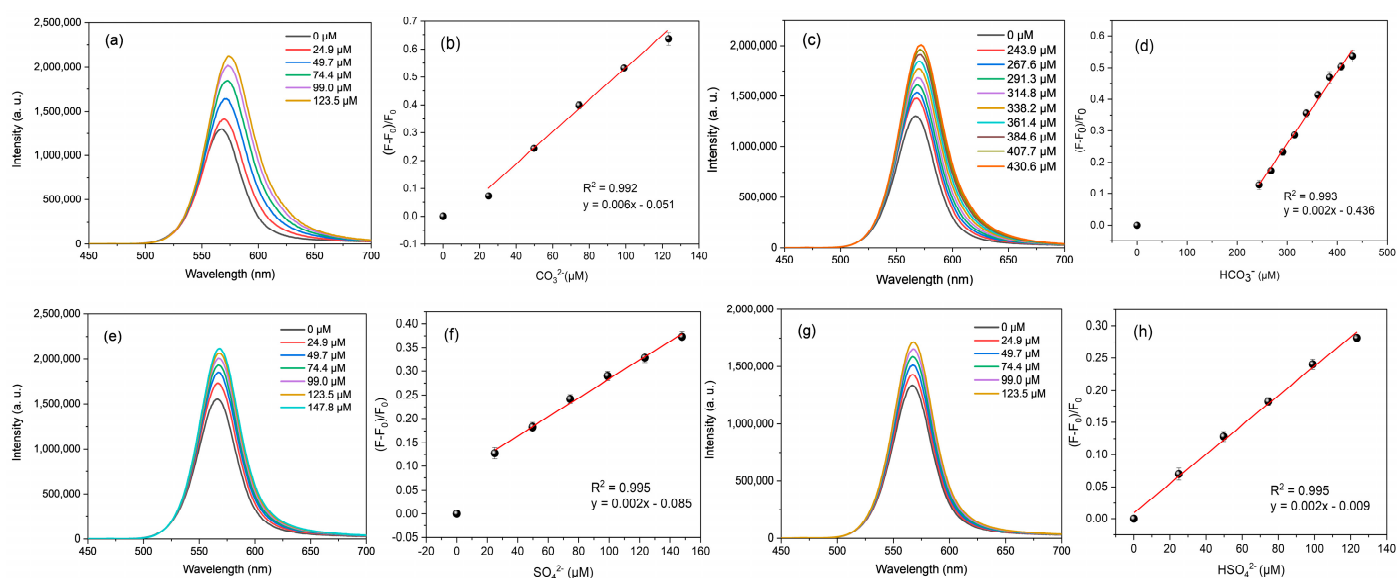 (a)
2,500,000
2,000,000
1,500,000
1,000,000
500,000
0
450 500 550 600 650 700
Intensity (a. u.)
Wavelength (nm)
0 µM
24.9 µM
49.7 µM
74.4 µM
99.0 µM
123.5 µM
(b)
0.7
0.6
0.5
0.4
0.3
0.2
0.1
0.0
-0.1
0 20 40 60 80 100 120 140
(F-F₀)/F₀
CO₃²⁻(µM)
R² = 0.992
y = 0.006x - 0.051
(c)
2,000,000
1,500,000
1,000,000
500,000
0
450 500 550 600 650 700
Intensity (a. u.)
Wavelength (nm)
0 µM
243.9 µM
267.6 µM
291.3 µM
314.8 µM
338.2 µM
361.4 µM
384.6 µM
407.7 µM
430.6 µM
(d)
0.6
0.5
0.4
0.3
0.2
0.1
0.0
0 100 200 300 400 500
(F-F₀)/F₀
HCO₃⁻ (µM)
R² = 0.993
y = 0.002x - 0.436
(e)
2,500,000
2,000,000
1,500,000
1,000,000
500,000
0
450 500 550 600 650 700
Intensity (a. u.)
Wavelength (nm)
0 µM
24.9 µM
49.7 µM
74.4 µM
99.0 µM
123.5 µM
147.8 µM
(f)
0.40
0.35
0.30
0.25
0.20
0.15
0.10
0.05
0.00
-0.05
-20 0 20 40 60 80 100 120 140 160
(F-F₀)/F₀
SO₄²⁻ (µM)
R² = 0.995
y = 0.002x - 0.085
(g)
2,000,000
1,500,000
1,000,000
500,000
0
450 500 550 600 650 700
Intensity (a. u.)
Wavelength (nm)
0 µM
24.9 µM
49.7 µM
74.4 µM
99.0 µM
123.5 µM
(h)
0.30
0.25
0.20
0.15
0.10
0.05
0.00
0 20 40 60 80 100 120 140
(F-F₀)/F₀
HSO₄²⁻ (µM)
R² = 0.995
y = 0.002x - 0.009